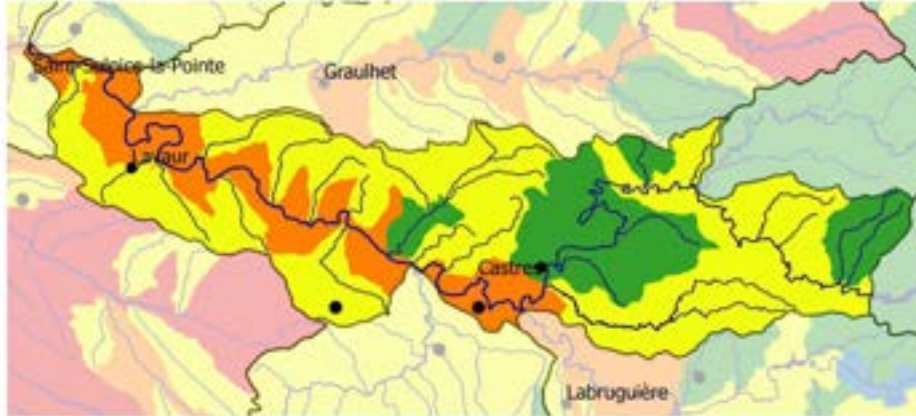 Saint-Sulpice-la-Pointe
Graulhet
Lavaur
Castres
Labruguière